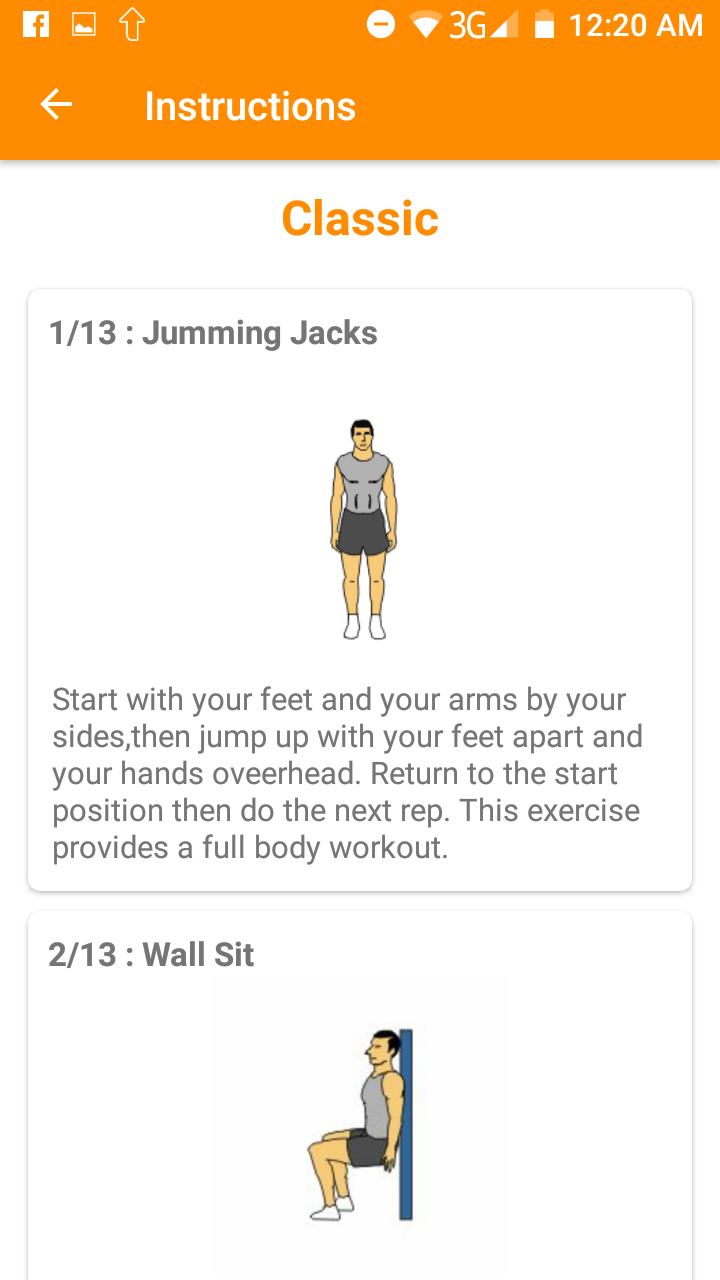 3G 12:20 AM
Instructions
Classic
1/13 : Jumming Jacks
Start with your feet and your arms by your
sides,then jump up with your feet apart and
your hands oveerhead. Return to the start
position then do the next rep. This exercise
provides a full body workout.
2/13 : Wall Sit